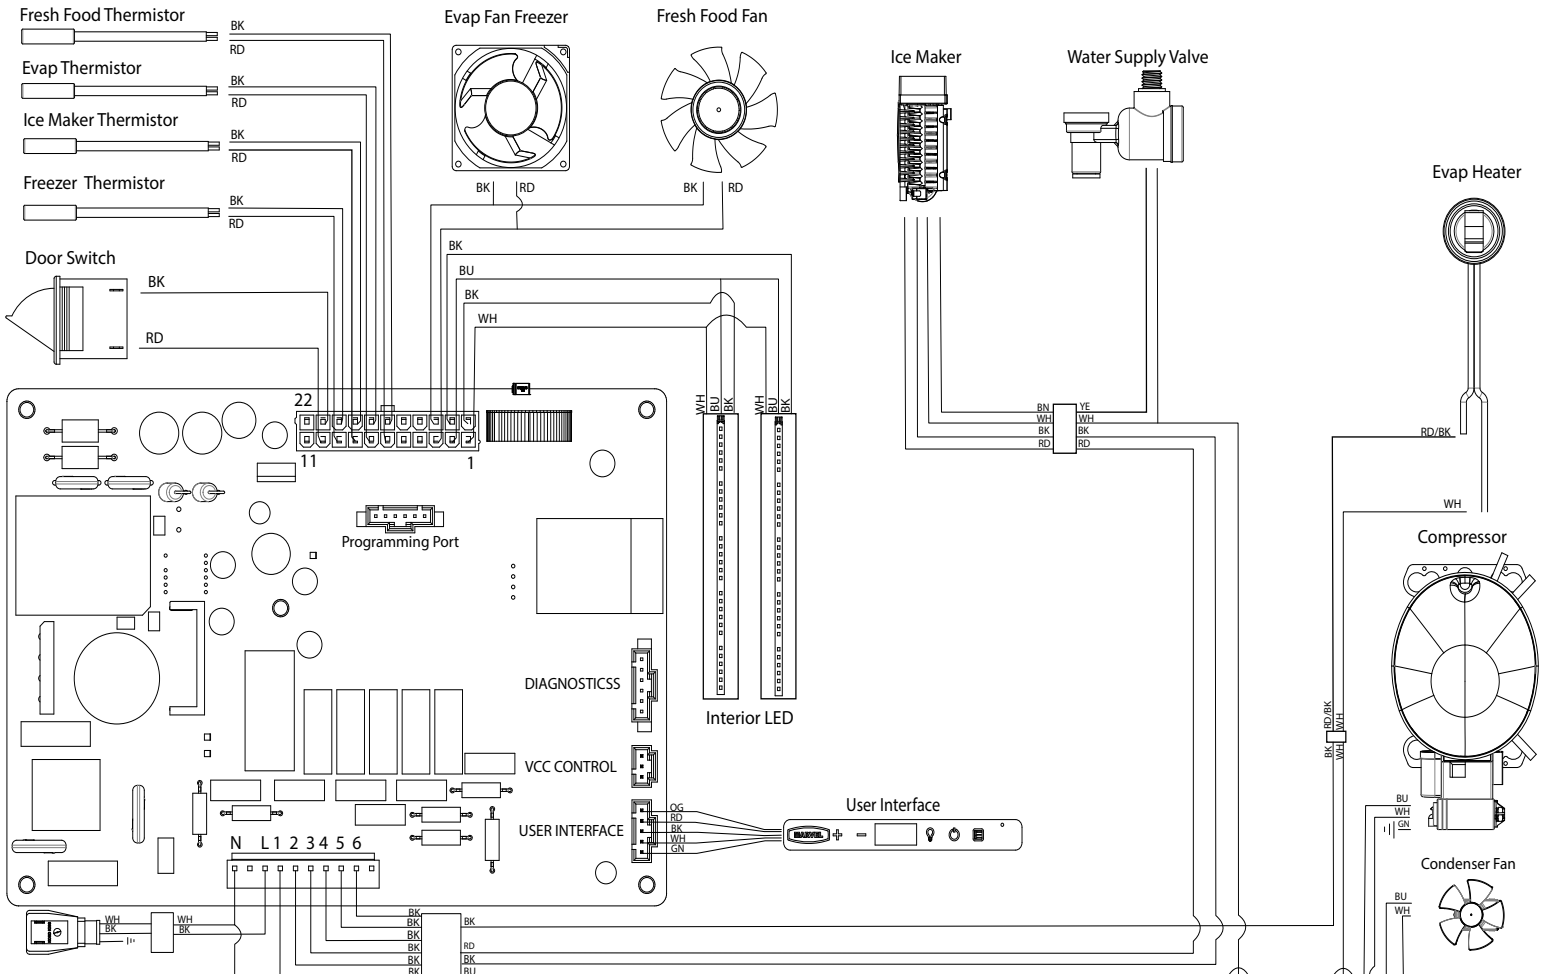 Fresh Food Thermistor
BK
RD
Evap Thermistor
BK
RD
Ice Maker Thermistor
BK
RD
Freezer Thermistor
BK
RD
Door Switch
BK
RD
Evap Fan Freezer
BK RD
Fresh Food Fan
BK RD
BK
BU
BK
WH
Ice Maker
Water Supply Valve
BN YE
WH WH
BK BK
RD RD
Evap Heater
RD/BK
WH
Compressor
BU
WH
GN
Condenser Fan
BU
WH
RD/BK
WH
BK
WH
WH
BU
BK
WH
BU
BK
Interior LED
22
11
1
Programming Port
DIAGNOSTICSS
VCC CONTROL
USER INTERFACE
OG
RD
BK
WH
GN
User Interface
MARVEL
N L 1 2 3 4 5 6
WH
BK
WH
BK
BK
BK
BK
BK
BK
BK
BK
RD
BK
BU